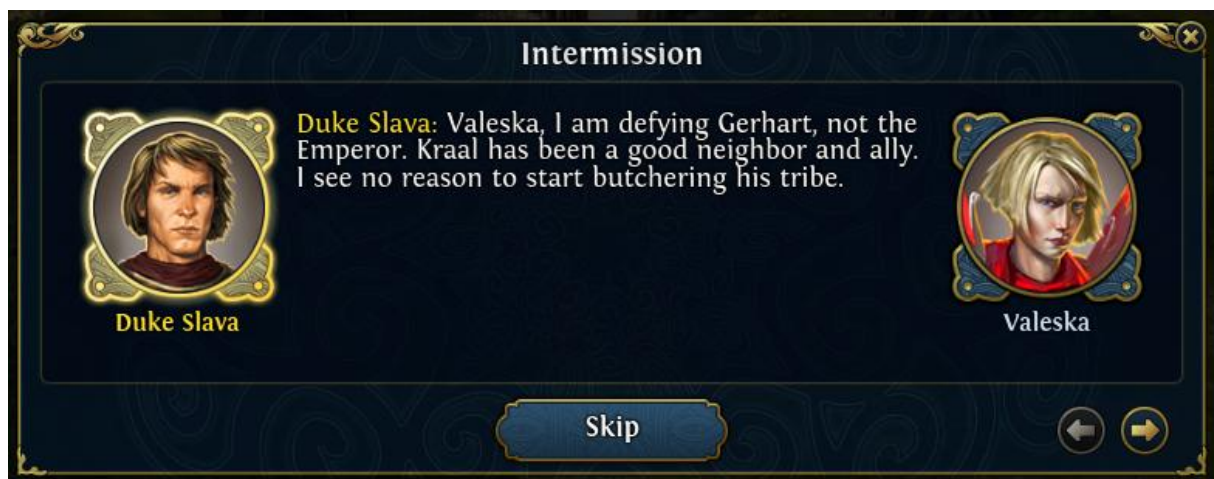 Intermission
Duke Slava: Valeska, I am defying Gerhart, not the
Emperor. Kraal has been a good neighbor and ally.
I see no reason to start butchering his tribe.
Duke Slava
Valeska
Skip